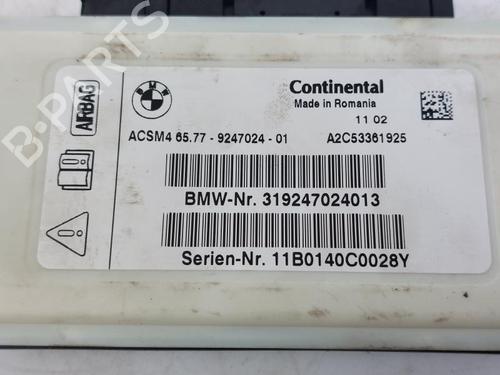 B-PARTS
AIRBAG
BMW
Continental
Made in Romania
11 02
ACSM4 65.77 - 9247024 - 01 A2C53361925
BMW-Nr. 319247024013
Serien-Nr. 11B0140C0028Y